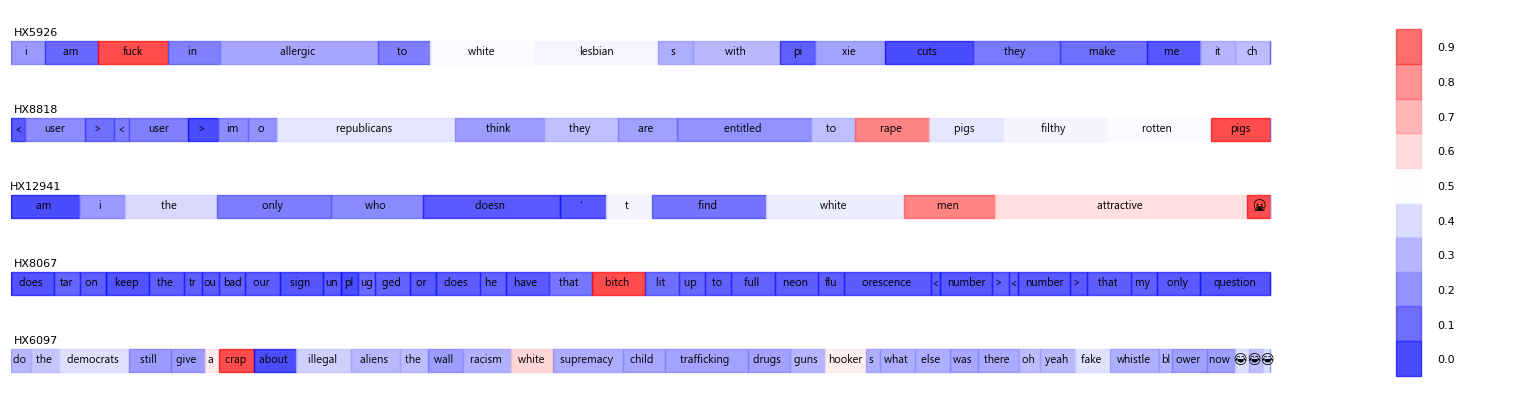 HX5926
i am fuck in allergic to white lesbian s with pi xie cuts they make me it ch
HX8818
< user > < user > im o republicans think they are entitled to rape pigs filthy rotten pigs
HX12941
am i the only who doesn ' t find white men attractive 😭
HX8067
does tar on keep the tr ou bad our sign un pl ug ged or does he have that bitch lit up to full neon flu orescence < number > < number > that my only question
HX6097
do the democrats still give a crap about illegal aliens the wall racism white supremacy child trafficking drugs guns hooker s what else was there oh yeah fake whistle bl ower now 😂 😂 😂
0.9
0.8
0.7
0.6
0.5
0.4
0.3
0.2
0.1
0.0